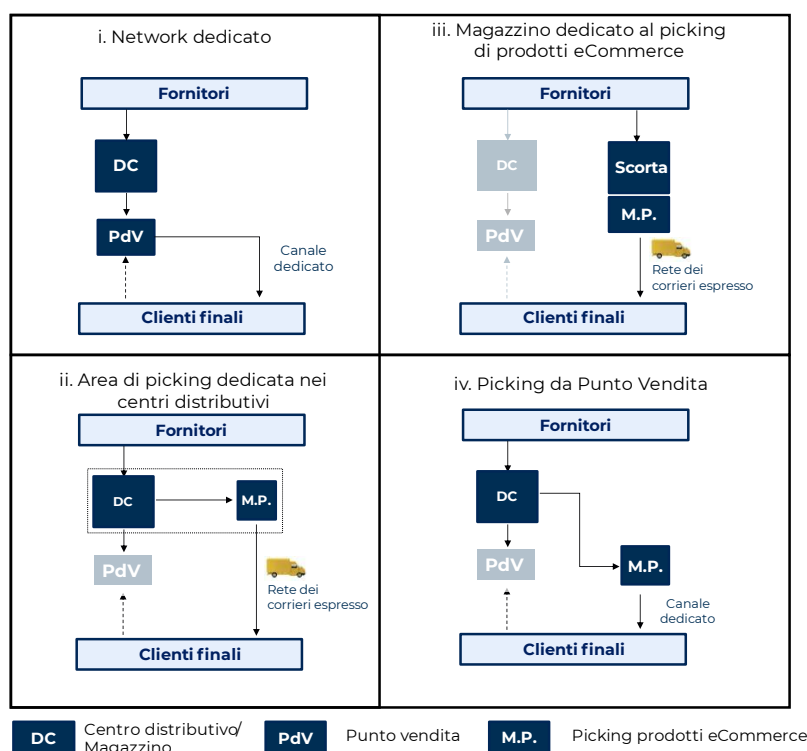 i. Network dedicato
Fornitori
DC
PdV
Canale
dedicato
Clienti finali
iii. Magazzino dedicato al picking
di prodotti eCommerce
Fornitori
DC
Scorta
M.P.
PdV
Rete dei
corrieri espresso
Clienti finali
ii. Area di picking dedicata nei
centri distributivi
Fornitori
DC
M.P.
PdV
Rete dei
corrieri espresso
Clienti finali
iv. Picking da Punto Vendita
Fornitori
DC
PdV
M.P.
Canale
dedicato
Clienti finali
DC
Centro distributivo/
Magazzino
PdV
Punto vendita
M.P.
Picking prodotti eCommerce